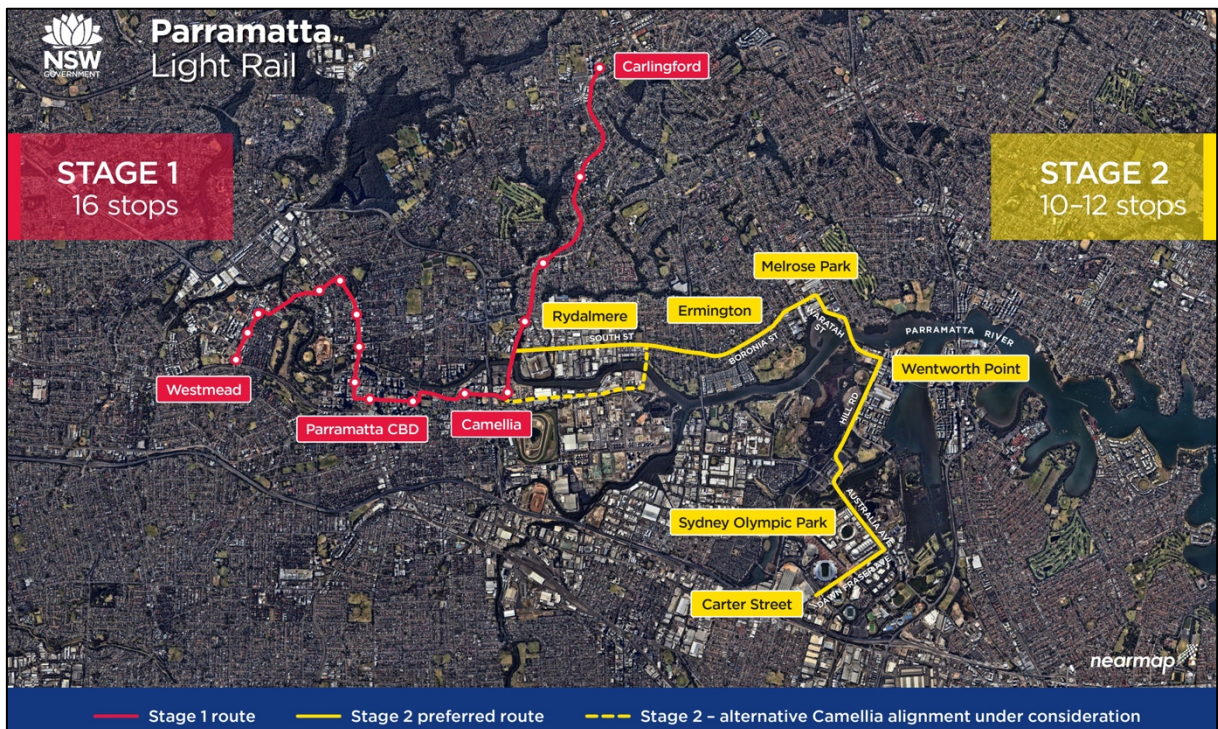 NSW
GOVERNMENT
Parramatta
Light Rail
STAGE 1
16 stops
STAGE 2
10–12 stops
Carlingford
Melrose Park
Rydalmere
Ermington
SOUTH ST
BORONIA ST
WARATAH
ST
PARRAMATTA
RIVER
Wentworth Point
Westmead
Parramatta CBD
Camellia
HILL RD
AUSTRALIA AVE
Sydney Olympic Park
DAWN FRASER AVE
Carter Street
nearmap
Stage 1 route
Stage 2 preferred route
Stage 2 – alternative Camellia alignment under consideration